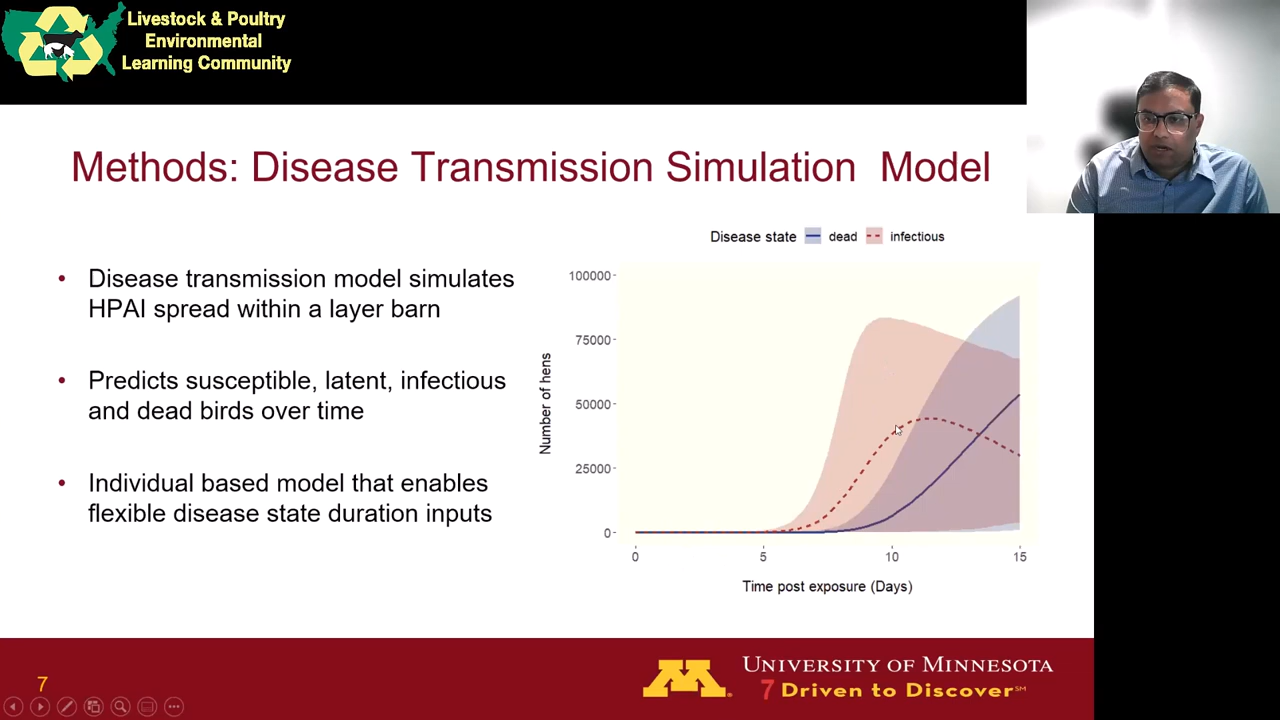 Livestock & Poultry
Environmental
Learning Community
Methods: Disease Transmission Simulation Model
• Disease transmission model simulates
HPAI spread within a layer barn
• Predicts susceptible, latent, infectious
and dead birds over time
• Individual based model that enables
flexible disease state duration inputs
Disease state dead infectious
100000
75000
50000
25000
0
Number of hens
0 5 10 15
Time post exposure (Days)
7
UNIVERSITY OF MINNESOTA
7 Driven to Discover℠